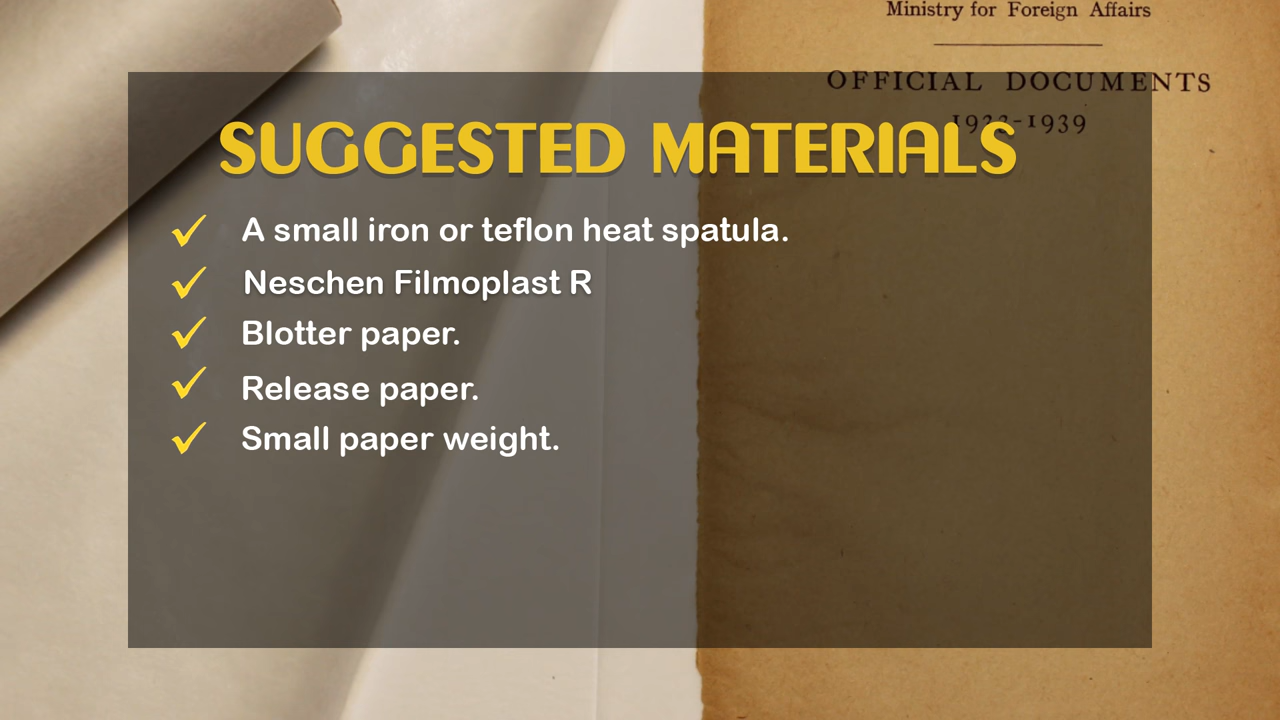 Ministry for Foreign Affairs
OFFICIAL DOCUMENTS
SUGGESTED MATERIALS
A small iron or teflon heat spatula.
Neschen Filmoplast R
Blotter paper.
Release paper.
Small paper weight.